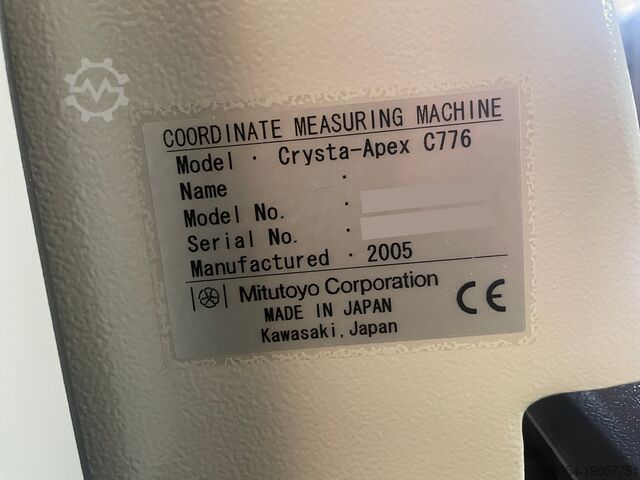 COORDINATE MEASURING MACHINE
Model · Crysta-Apex C776
Name ·
Model No. ·
Serial No. ·
Manufactured · 2005
Mitutoyo Corporation
MADE IN JAPAN
Kawasaki, Japan
CE